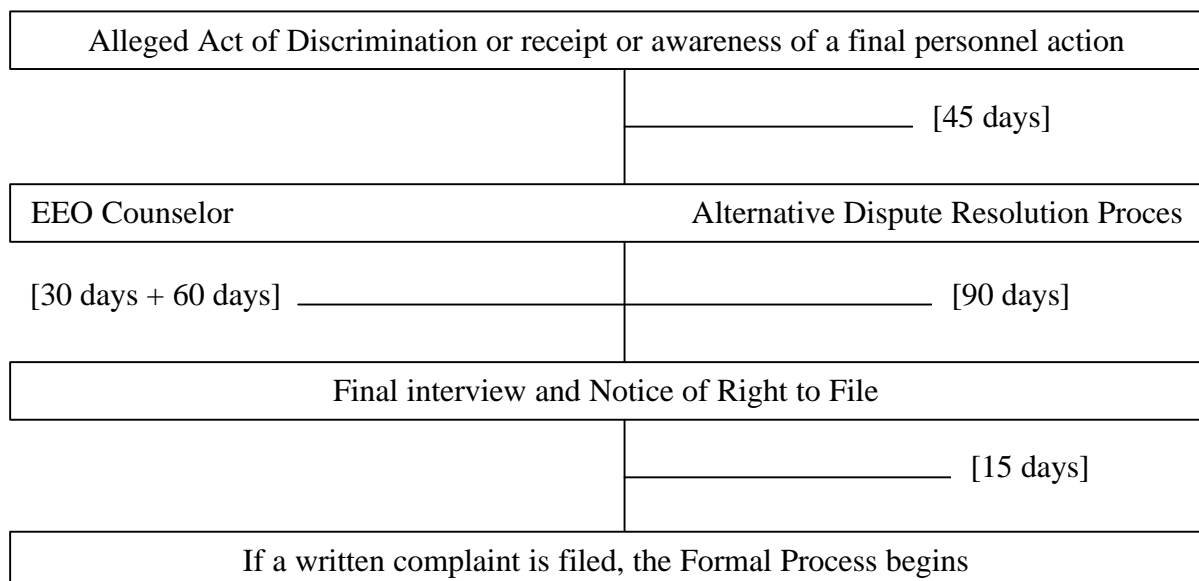 Alleged Act of Discrimination or receipt or awareness of a final personnel action
[45 days]
EEO Counselor Alternative Dispute Resolution Proces
[30 days + 60 days] [90 days]
Final interview and Notice of Right to File
[15 days]
If a written complaint is filed, the Formal Process begins